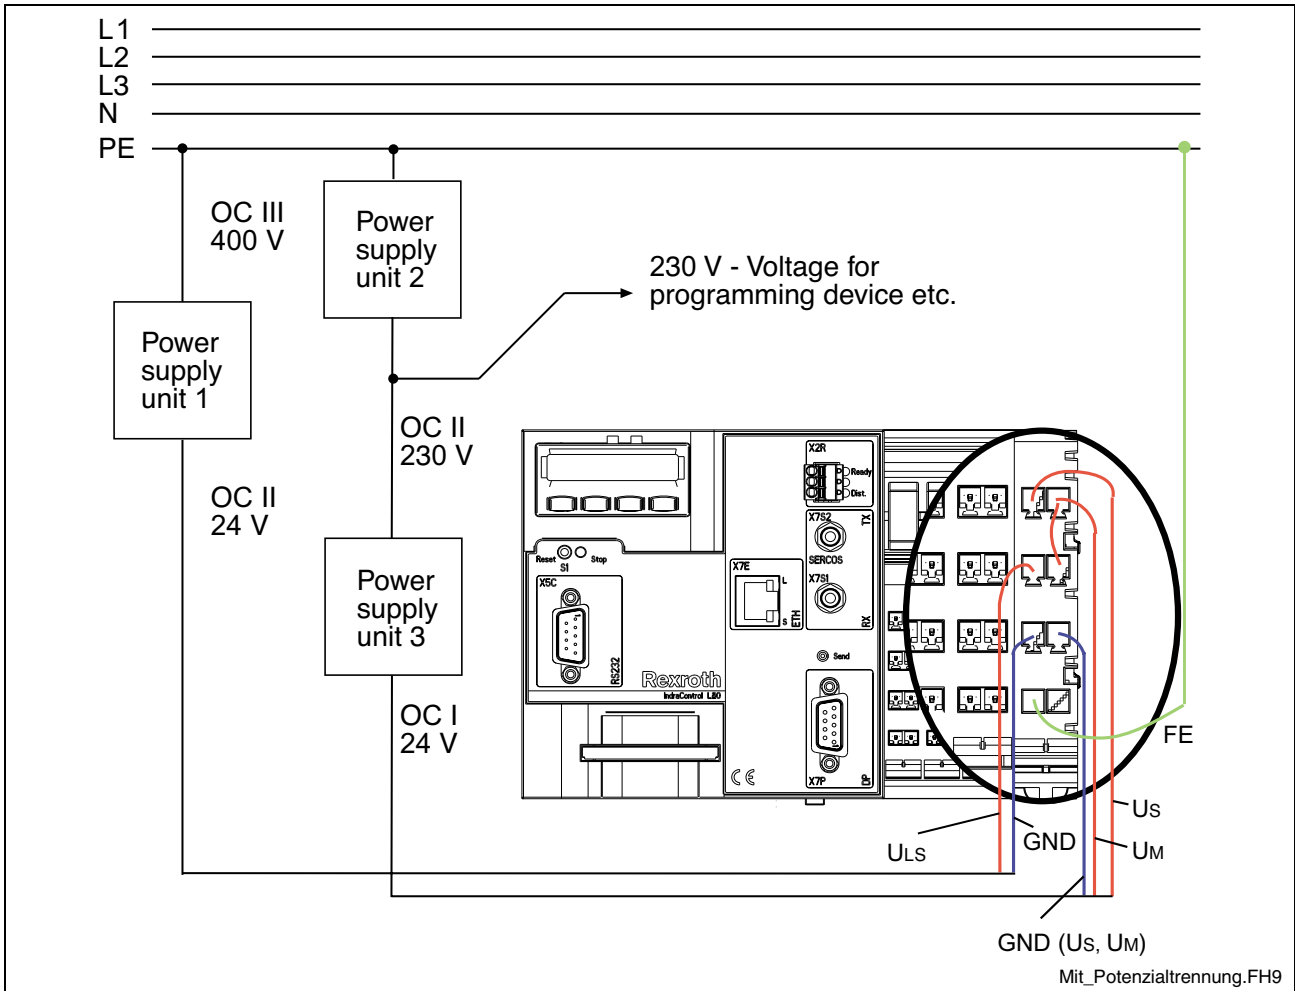 L1
L2
L3
N
PE
OC III
400 V
Power
supply
unit 2
230 V - Voltage for
programming device etc.
Power
supply
unit 1
OC II
230 V
OC II
24 V
Power
supply
unit 3
OC I
24 V
X2R
Ready
Dist.
X7S2
TX
SERCOS
X7S1
RX
Reset
Stop
S1
X5C
RS232
X7E
L
S
ETH
Send
Rexroth
IndraControl L20
X7P
DP
CE
FE
US
ULS
GND
UM
GND (US, UM)
Mit_Potenzialtrennung.FH9